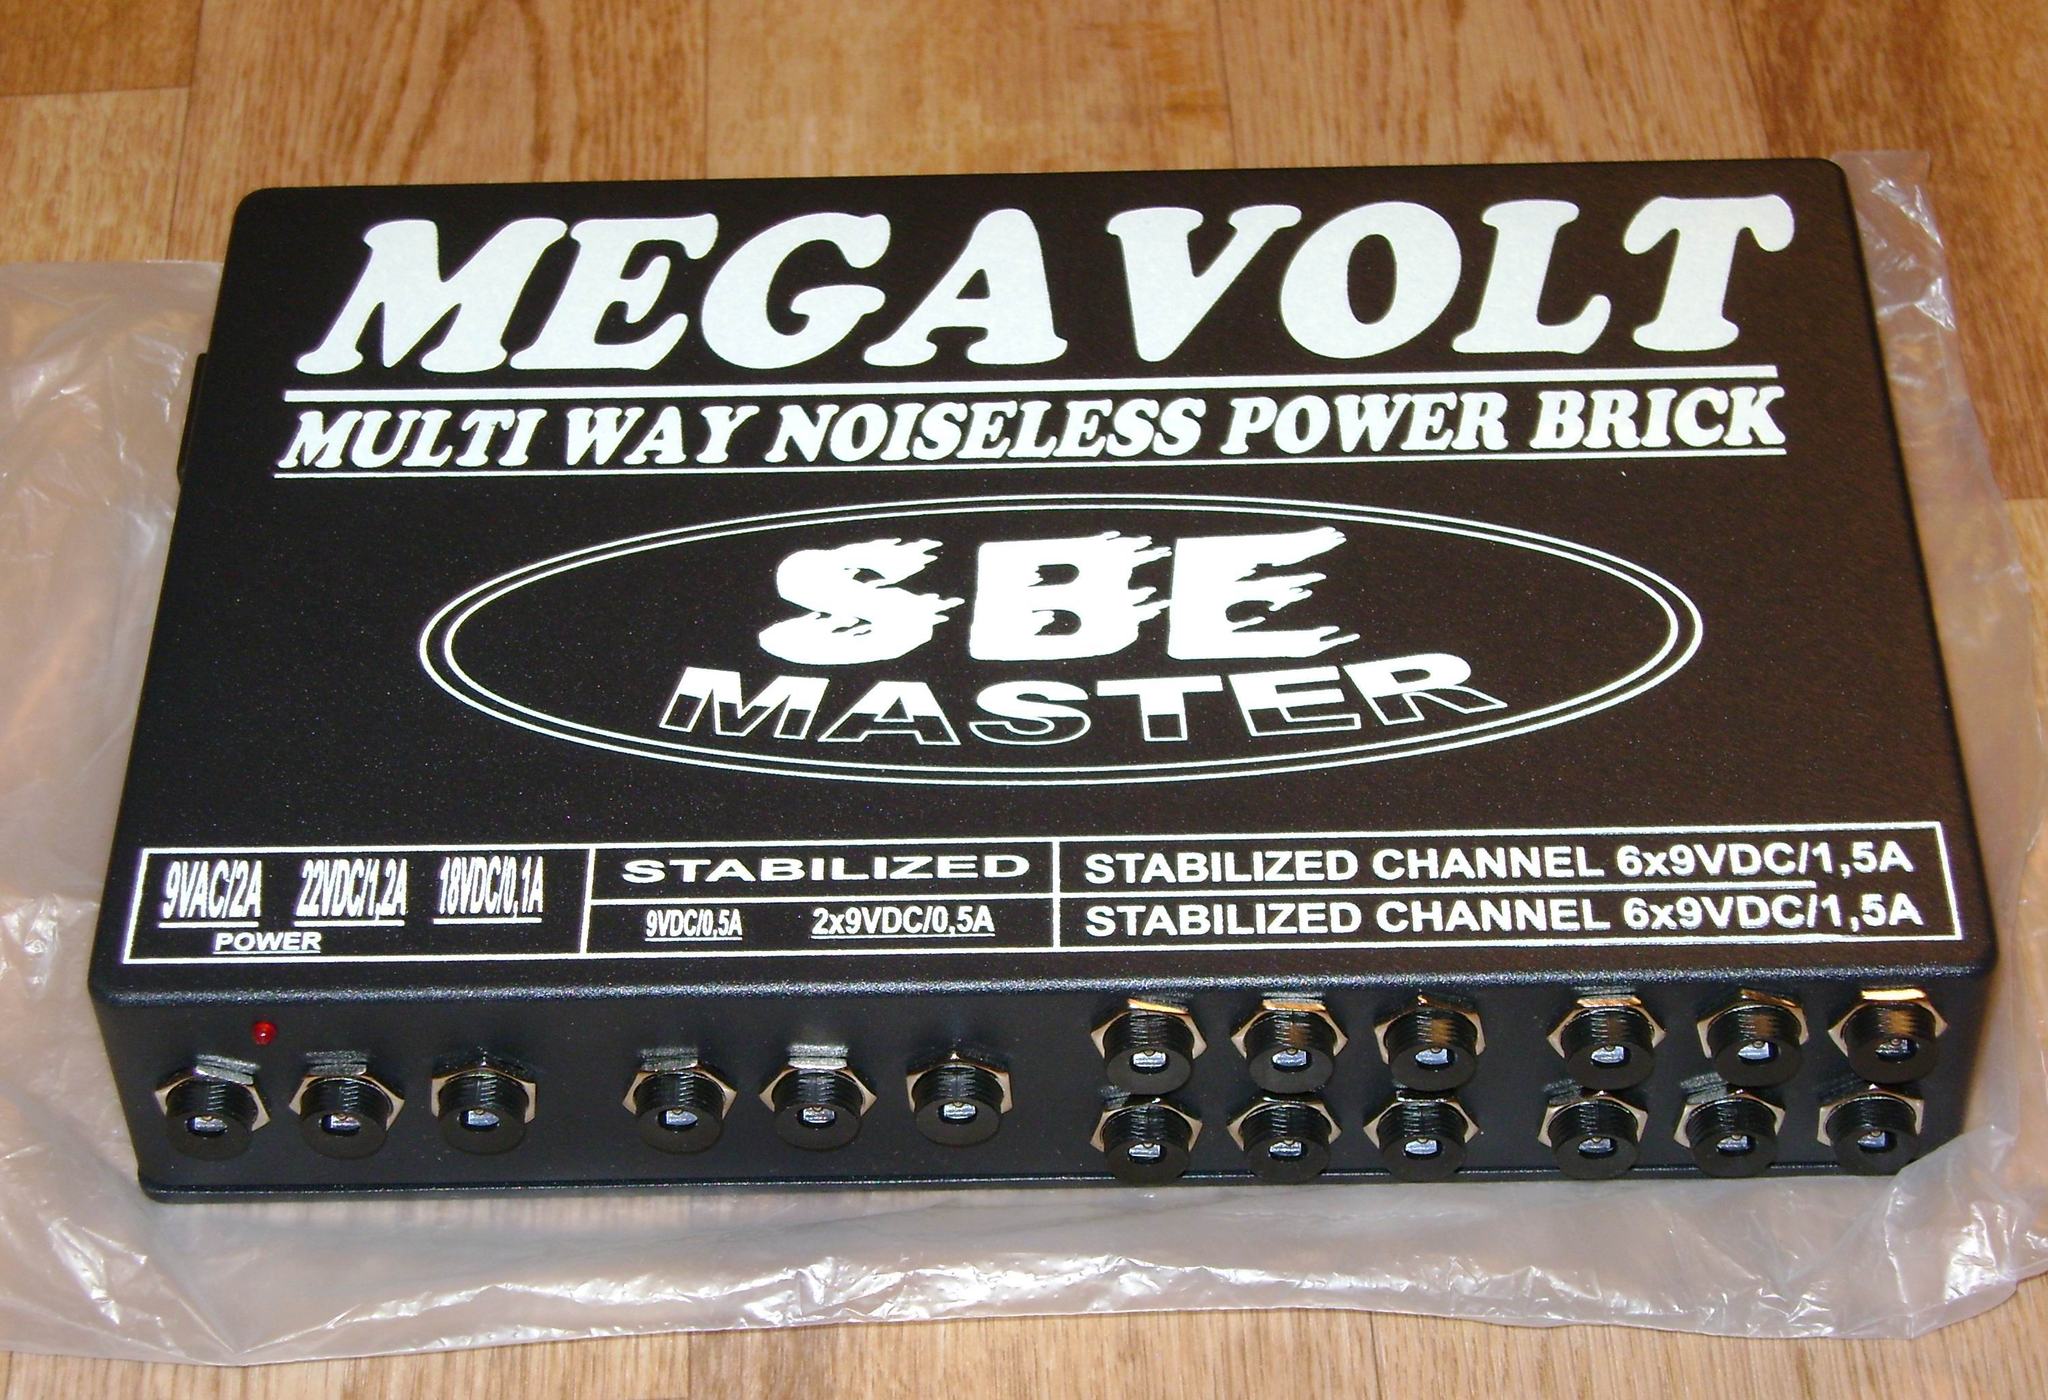 MEGAVOLT
MULTI WAY NOISELESS POWER BRICK
SBE
MASTER
9VAC/2A 22VDC/1,2A 18VDC/0,1A
POWER
STABILIZED
9VDC/0,5A 2x9VDC/0,5A
STABILIZED CHANNEL 6x9VDC/1,5A
STABILIZED CHANNEL 6x9VDC/1,5A